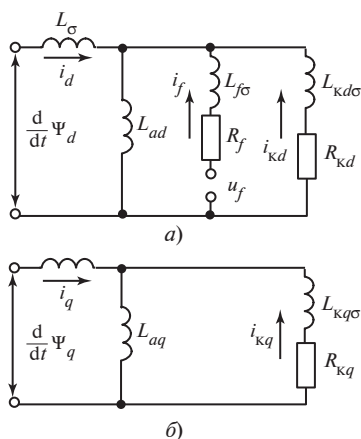 L_σ
i_d
d/dt Ψ_d
L_ad
i_f
L_fσ
R_f
u_f
i_кd
L_кdσ
R_кd
а)
i_q
d/dt Ψ_q
L_aq
i_кq
L_кqσ
R_кq
б)